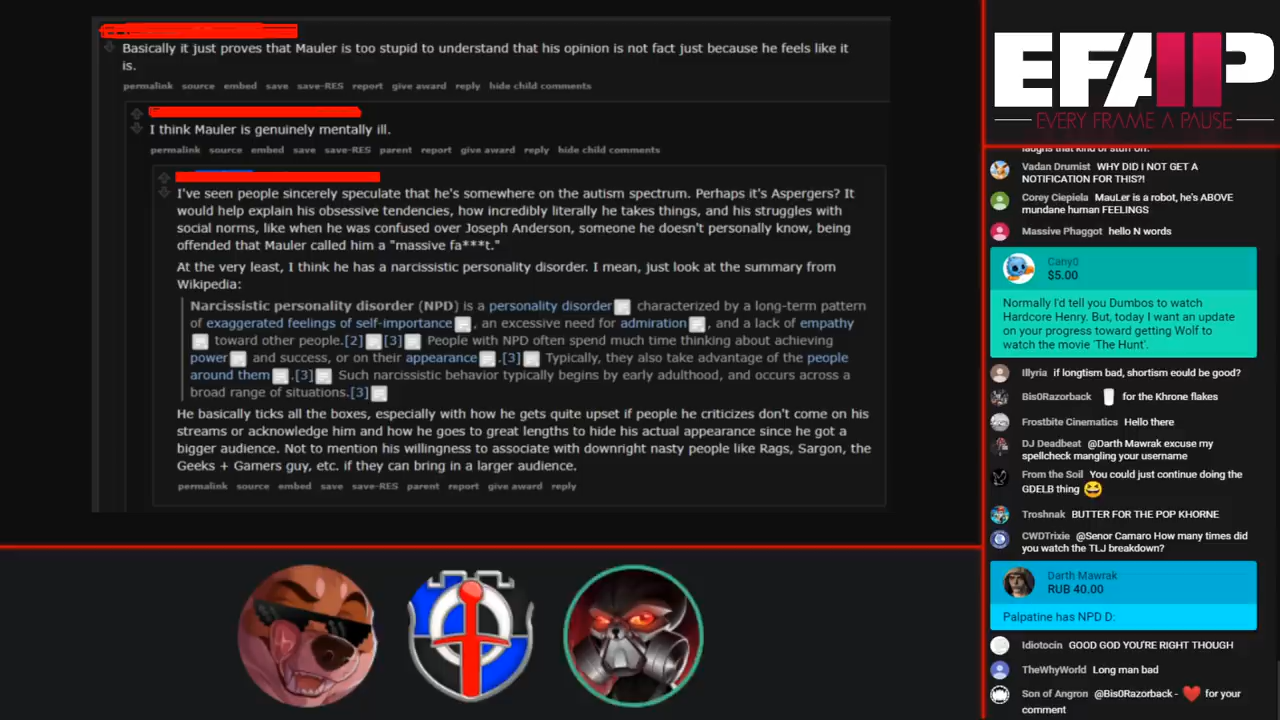 Basically it just proves that Mauler is too stupid to understand that his opinion is not fact just because he feels like it
is.
permalink source embed save save-RES report give award reply hide child comments
I think Mauler is genuinely mentally ill.
permalink source embed save save-RES parent report give award reply hide child comments
I've seen people sincerely speculate that he's somewhere on the autism spectrum. Perhaps it's Aspergers? It
would help explain his obsessive tendencies, how incredibly literally he takes things, and his struggles with
social norms, like when he was confused over Joseph Anderson, someone he doesn't personally know, being
offended that Mauler called him a "massive fa***t."
At the very least, I think he has a narcissistic personality disorder. I mean, just look at the summary from
Wikipedia:
Narcissistic personality disorder (NPD) is a personality disorder characterized by a long-term pattern
of exaggerated feelings of self-importance, an excessive need for admiration, and a lack of empathy
toward other people.[2] [3] People with NPD often spend much time thinking about achieving
power and success, or on their appearance.[3] Typically, they also take advantage of the people
around them.[3] Such narcissistic behavior typically begins by early adulthood, and occurs across a
broad range of situations.[3]
He basically ticks all the boxes, especially with how he gets quite upset if people he criticizes don't come on his
streams or acknowledge him and how he goes to great lengths to hide his actual appearance since he got a
bigger audience. Not to mention his willingness to associate with downright nasty people like Rags, Sargon, the
Geeks + Gamers guy, etc. if they can bring in a larger audience.
permalink source embed save save-RES parent report give award reply
EFAP
EVERY FRAME A PAUSE
laughs that kind of stuff off.
Vadan Drumist WHY DID I NOT GET A
NOTIFICATION FOR THIS?!
Corey Ciepiela MauLer is a robot, he's ABOVE
mundane human FEELINGS
Massive Phaggot hello N words
Cany0
$5.00
Normally I'd tell you Dumbos to watch
Hardcore Henry. But, today I want an update
on your progress toward getting Wolf to
watch the movie 'The Hunt'.
Illyria if longtism bad, shortism eould be good?
Bis0Razorback for the Khrone flakes
Frostbite Cinematics Hello there
DJ Deadbeat @Darth Mawrak excuse my
spellcheck mangling your username
From the Soil You could just continue doing the
GDELB thing
Troshnak BUTTER FOR THE POP KHORNE
CWDTrixie @Senor Camaro How many times did
you watch the TLJ breakdown?
Darth Mawrak
RUB 40.00
Palpatine has NPD D:
Idiotocin GOOD GOD YOU'RE RIGHT THOUGH
TheWhyWorld Long man bad
Son of Angron @Bis0Razorback - for your
comment